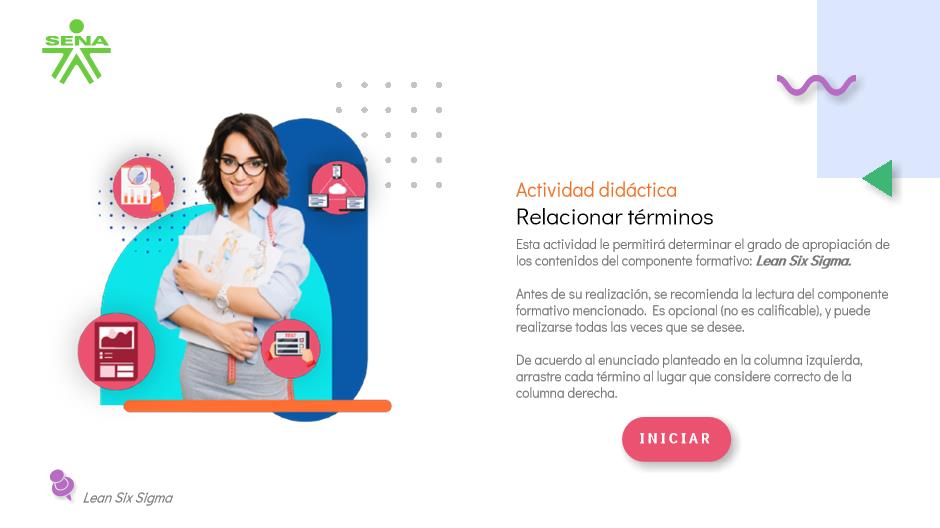 SENA
Actividad didáctica
Relacionar términos
Esta actividad le permitirá determinar el grado de apropiación de
los contenidos del componente formativo: Lean Six Sigma.
Antes de su realización, se recomienda la lectura del componente
formativo mencionado. Es opcional (no es calificable), y puede
realizarse todas las veces que se desee.
De acuerdo al enunciado planteado en la columna izquierda,
arrastre cada término al lugar que considere correcto de la
columna derecha.
INICIAR
Lean Six Sigma